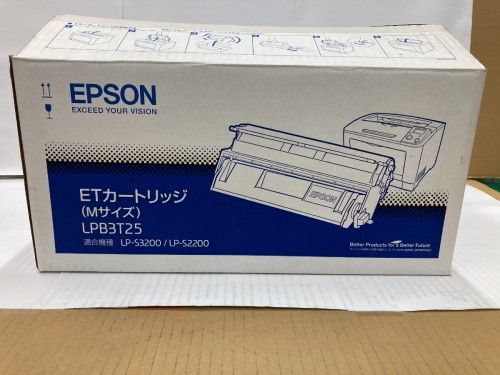 EPSON
EXCEED YOUR VISION
ETカートリッジ
(Mサイズ)
LPB3T25
適合機種 LP-S3200 / LP-S2200
EPSON
Better Products for a Better Future